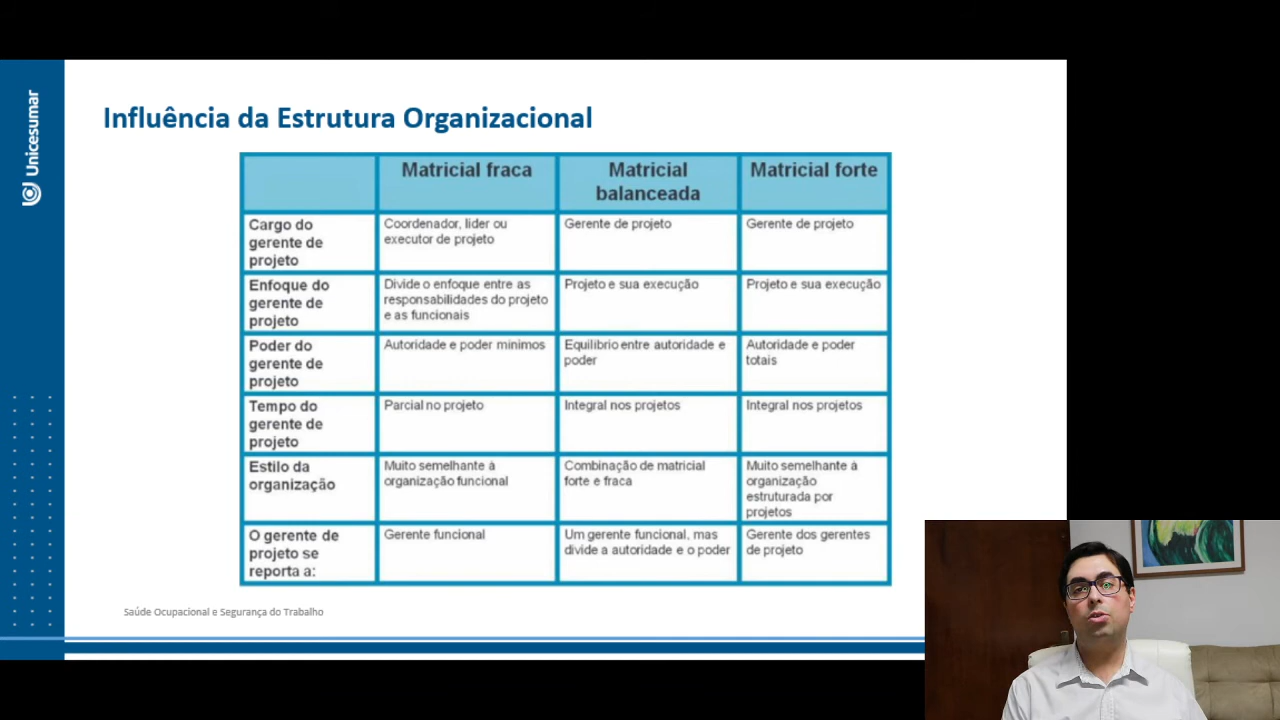 Unicesumar
Influência da Estrutura Organizacional
Matricial fraca
Matricial
balanceada
Matricial forte
Cargo do
gerente de
projeto
Coordenador, líder ou
executor de projeto
Gerente de projeto
Gerente de projeto
Enfoque do
gerente de
projeto
Divide o enfoque entre as
responsabilidades do projeto
e as funcionais
Projeto e sua execução
Projeto e sua execução
Poder do
gerente de
projeto
Autoridade e poder mínimos
Equilíbrio entre autoridade e
poder
Autoridade e poder
totais
Tempo do
gerente de
projeto
Parcial no projeto
Integral nos projetos
Integral nos projetos
Estilo da
organização
Muito semelhante à
organização funcional
Combinação de matricial
forte e fraca
Muito semelhante à
organização
estruturada por
projetos
O gerente de
projeto se
reporta a:
Gerente funcional
Um gerente funcional, mas
divide a autoridade e o poder
Gerente dos gerentes
de projeto
Saúde Ocupacional e Segurança do Trabalho